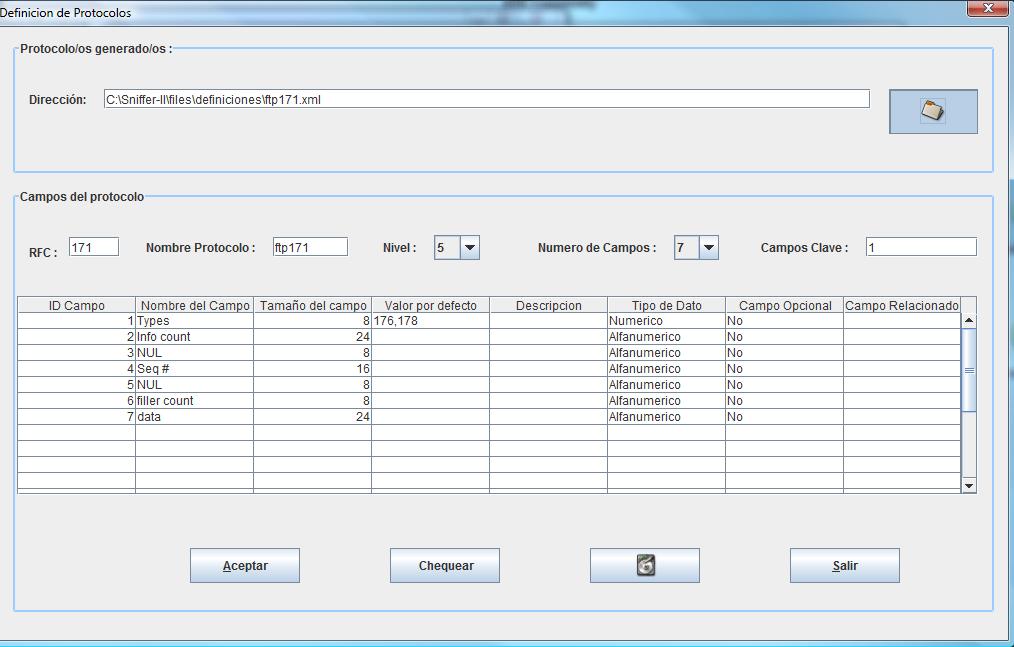 Definicion de Protocolos
Protocolo/os generado/os :
Dirección: C:\Sniffer-II\files\definiciones\ftp171.xml
Campos del protocolo
RFC : 171 Nombre Protocolo : ftp171 Nivel : 5 Numero de Campos : 7 Campos Clave : 1
ID Campo Nombre del Campo Tamaño del campo Valor por defecto Descripcion Tipo de Dato Campo Opcional Campo Relacionado
1 Types 8 176,178 Numerico No
2 Info count 24 Alfanumerico No
3 NUL 8 Alfanumerico No
4 Seq # 16 Alfanumerico No
5 NUL 8 Alfanumerico No
6 filler count 8 Alfanumerico No
7 data 24 Alfanumerico No
Aceptar Chequear Salir